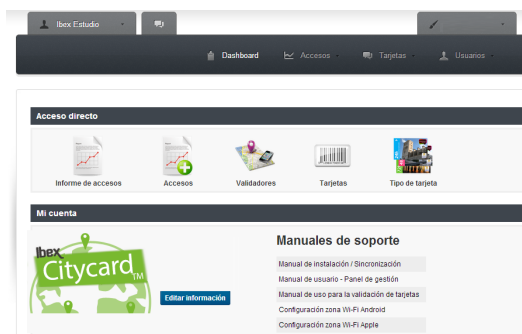 Ibex Estudio
Dashboard Accesos Tarjetas Usuarios
Acceso directo
Informe de accesos Accesos Validadores Tarjetas Tipo de tarjeta
Mi cuenta
Ibex
Citycard TM
Editar información
Manuales de soporte
Manual de instalación / Sincronización
Manual de usuario - Panel de gestión
Manual de uso para la validación de tarjetas
Configuración zona Wi-Fi Android
Configuración zona Wi-Fi Apple